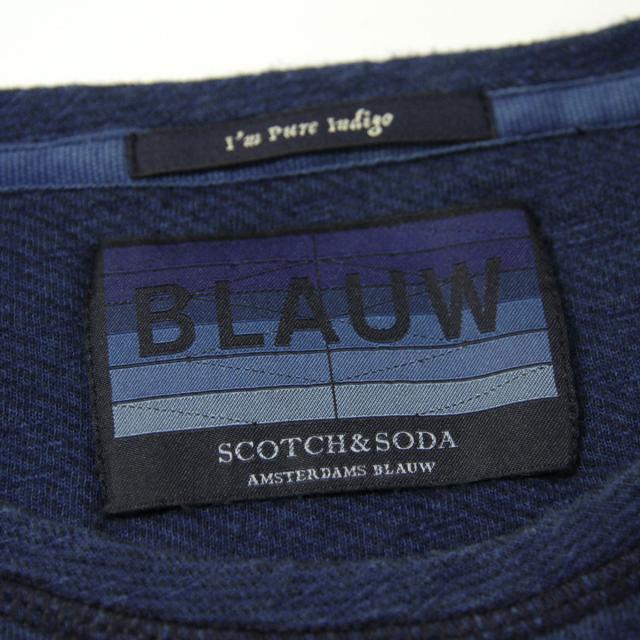 I'm Pure Indigo
BLAUW
SCOTCH&SODA
AMSTERDAMS BLAUW